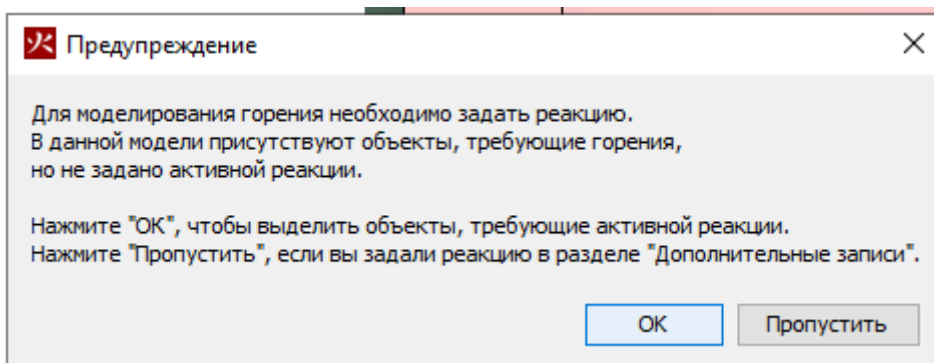 火 Предупреждение
Для моделирования горения необходимо задать реакцию.
В данной модели присутствуют объекты, требующие горения,
но не задано активной реакции.
Нажмите "ОК", чтобы выделить объекты, требующие активной реакции.
Нажмите "Пропустить", если вы задали реакцию в разделе "Дополнительные записи".
ОК Пропустить